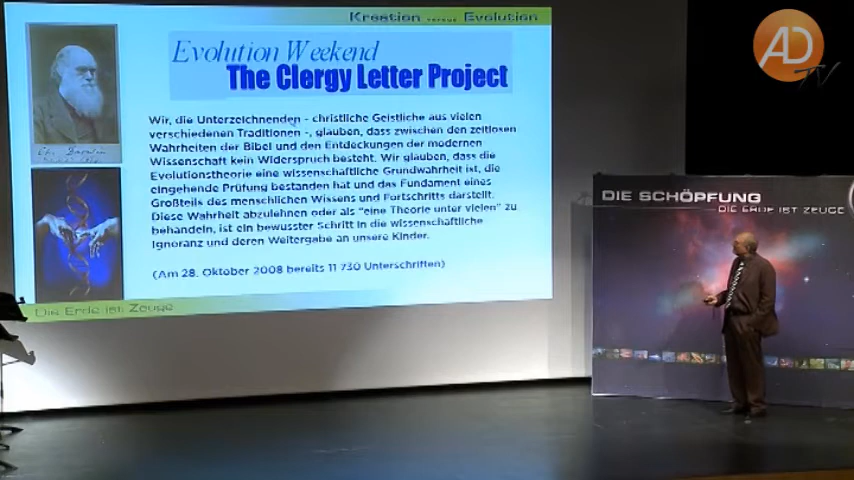 Kreation versus Evolution
Evolution Weekend
The Clergy Letter Project
Wir, die Unterzeichnenden - christliche Geistliche aus vielen
verschiedenen Traditionen -, glauben, dass zwischen den zeitlosen
Wahrheiten der Bibel und den Entdeckungen der modernen
Wissenschaft kein Widerspruch besteht. Wir glauben, dass die
Evolutionstheorie eine wissenschaftliche Grundwahrheit ist, die
eingehende Prüfung bestanden hat und das Fundament eines
Großteils des menschlichen Wissens und Fortschritts darstellt.
Diese Wahrheit abzulehnen oder als "eine Theorie unter vielen" zu
behandeln, ist ein bewusster Schritt in die wissenschaftliche
Ignoranz und deren Weitergabe an unsere Kinder.
(Am 28. Oktober 2008 bereits 11 730 Unterschriften)
Die Erde ist Zeuge
AD
TV
DIE SCHÖPFUNG
DIE ERDE IST ZEUGE